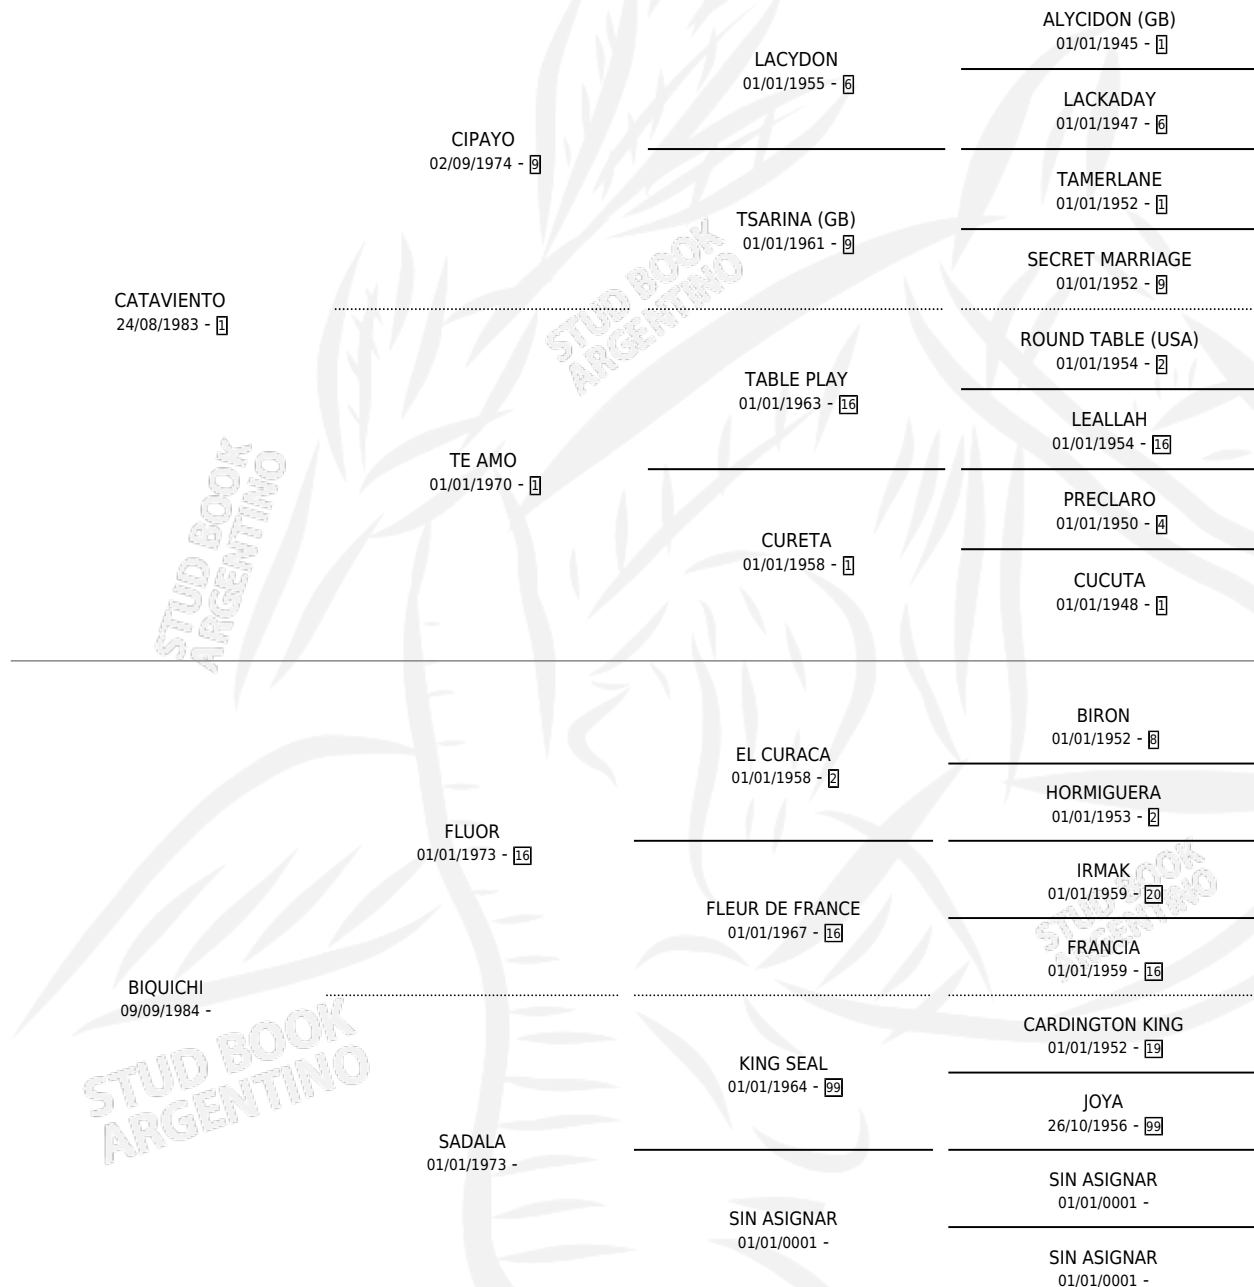 ALYCIDON (GB)
01/01/1945 - 1
LACYDON
01/01/1955 - 6
LACKADAY
01/01/1947 - 6
CIPAYO
02/09/1974 - 9
TAMERLANE
01/01/1952 - 1
TSARINA (GB)
01/01/1961 - 9
SECRET MARRIAGE
01/01/1952 - 9
CATAVIENTO
24/08/1983 - 1
STUD BOOK
ARGENTINO
ROUND TABLE (USA)
01/01/1954 - 2
TABLE PLAY
01/01/1963 - 16
LEALLAH
01/01/1954 - 16
TE AMO
01/01/1970 - 1
PRECLARO
01/01/1950 - 4
CURETA
01/01/1958 - 1
CUCUTA
01/01/1948 - 1
STUD BOOK
ARGENTINO
BIRON
01/01/1952 - 8
EL CURACA
01/01/1958 - 2
HORMIGUERA
01/01/1953 - 2
FLUOR
01/01/1973 - 16
IRMAK
01/01/1959 - 20
FLEUR DE FRANCE
01/01/1967 - 16
STUD BOOK
ARGENTINO
FRANCIA
01/01/1959 - 16
BIQUICHI
09/09/1984 -
STUD BOOK
ARGENTINO
CARDINGTON KING
01/01/1952 - 19
KING SEAL
01/01/1964 - 99
JOYA
26/10/1956 - 99
SADALA
01/01/1973 -
SIN ASIGNAR
01/01/0001 -
SIN ASIGNAR
01/01/0001 -
SIN ASIGNAR
01/01/0001 -